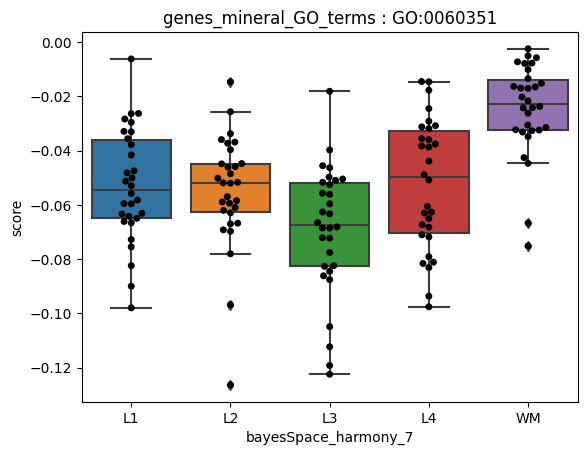 genes_mineral_GO_terms : GO:0060351
0.00
−0.02
−0.04
−0.06
−0.08
−0.10
−0.12
score
L1 L2 L3 L4 WM
bayesSpace_harmony_7